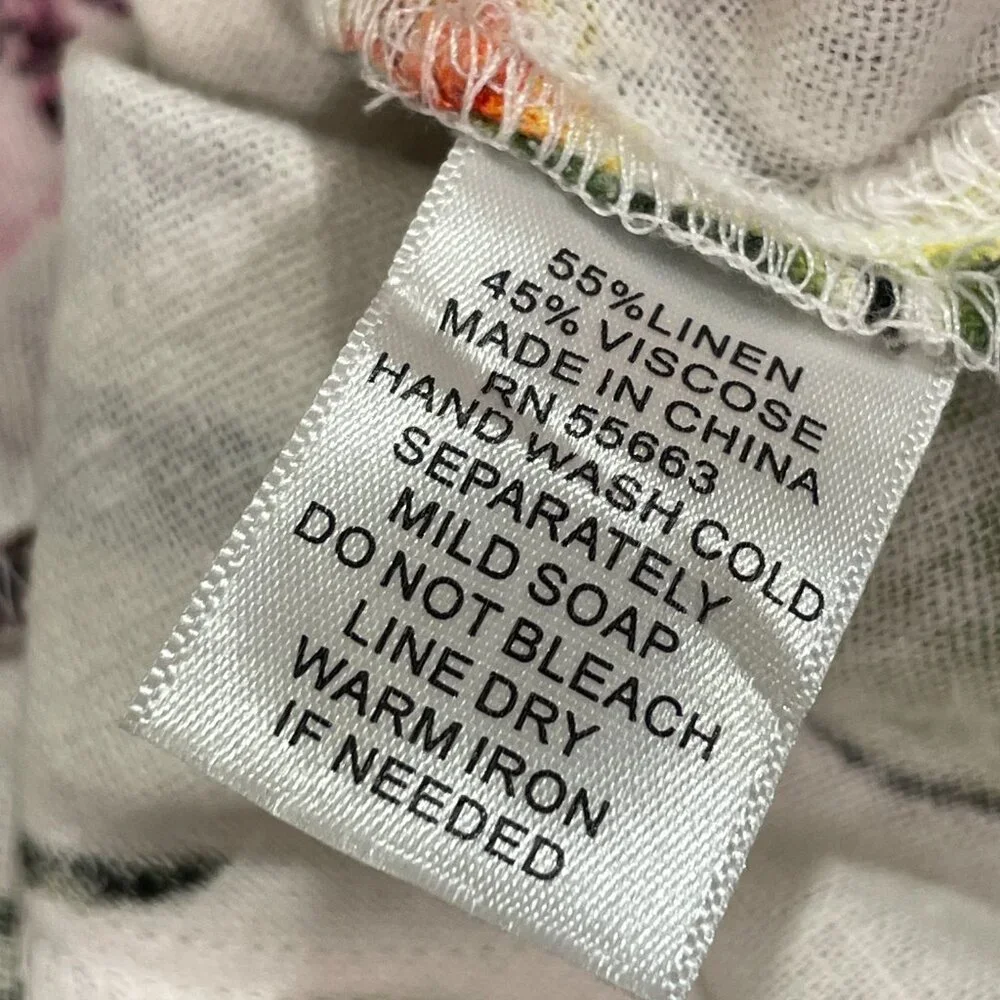 55%LINEN
45% VISCOSE
MADE IN CHINA
RN 55663
HAND WASH COLD
SEPARATELY
MILD SOAP
DO NOT BLEACH
LINE DRY
WARM IRON
IF NEEDED